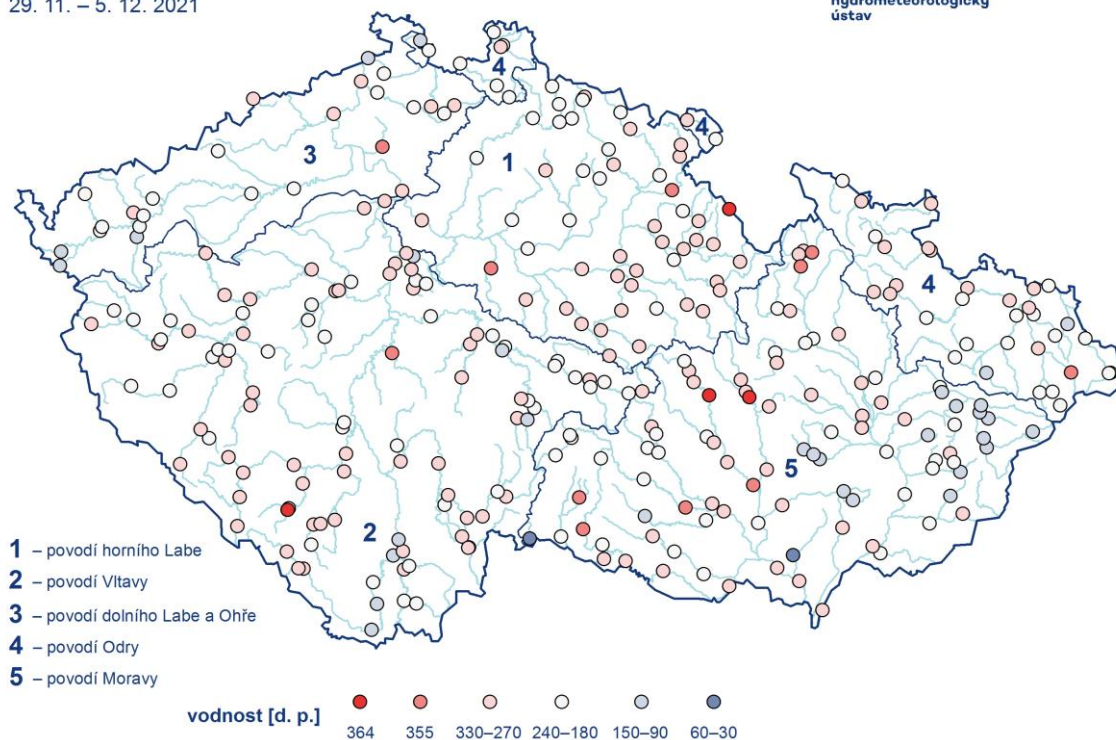 29. 11. – 5. 12. 2021
hydrometeorologický
ústav
4
4
3
1
4
5
2
1 – povodí horního Labe
2 – povodí Vltavy
3 – povodí dolního Labe a Ohře
4 – povodí Odry
5 – povodí Moravy
vodnost [d. p.]
364 355 330–270 240–180 150–90 60–30